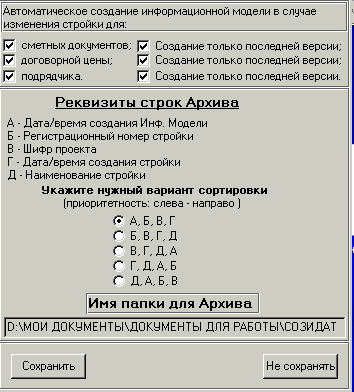 Автоматическое создание информационной модели в случае
изменения стройки для:
сметных документов; Создание только последней версии;
договорной цены; Создание только последней версии;
подрядчика. Создание только последней версии.
Реквизиты строк Архива
А - Дата/время создания Инф. Модели
Б - Регистрационный номер стройки
В - Шифр проекта
Г - Дата/время создания стройки
Д - Наименование стройки
Укажите нужный вариант сортировки
(приоритетность: слева - направо )
А, Б, В, Г
Б, В, Г, Д
В, Г, Д, А
Г, Д, А, Б
Д, А, Б, В
Имя папки для Архива
D:\МОИ ДОКУМЕНТЫ\ДОКУМЕНТЫ ДЛЯ РАБОТЫ\СОЗИДАТ
Сохранить Не сохранять